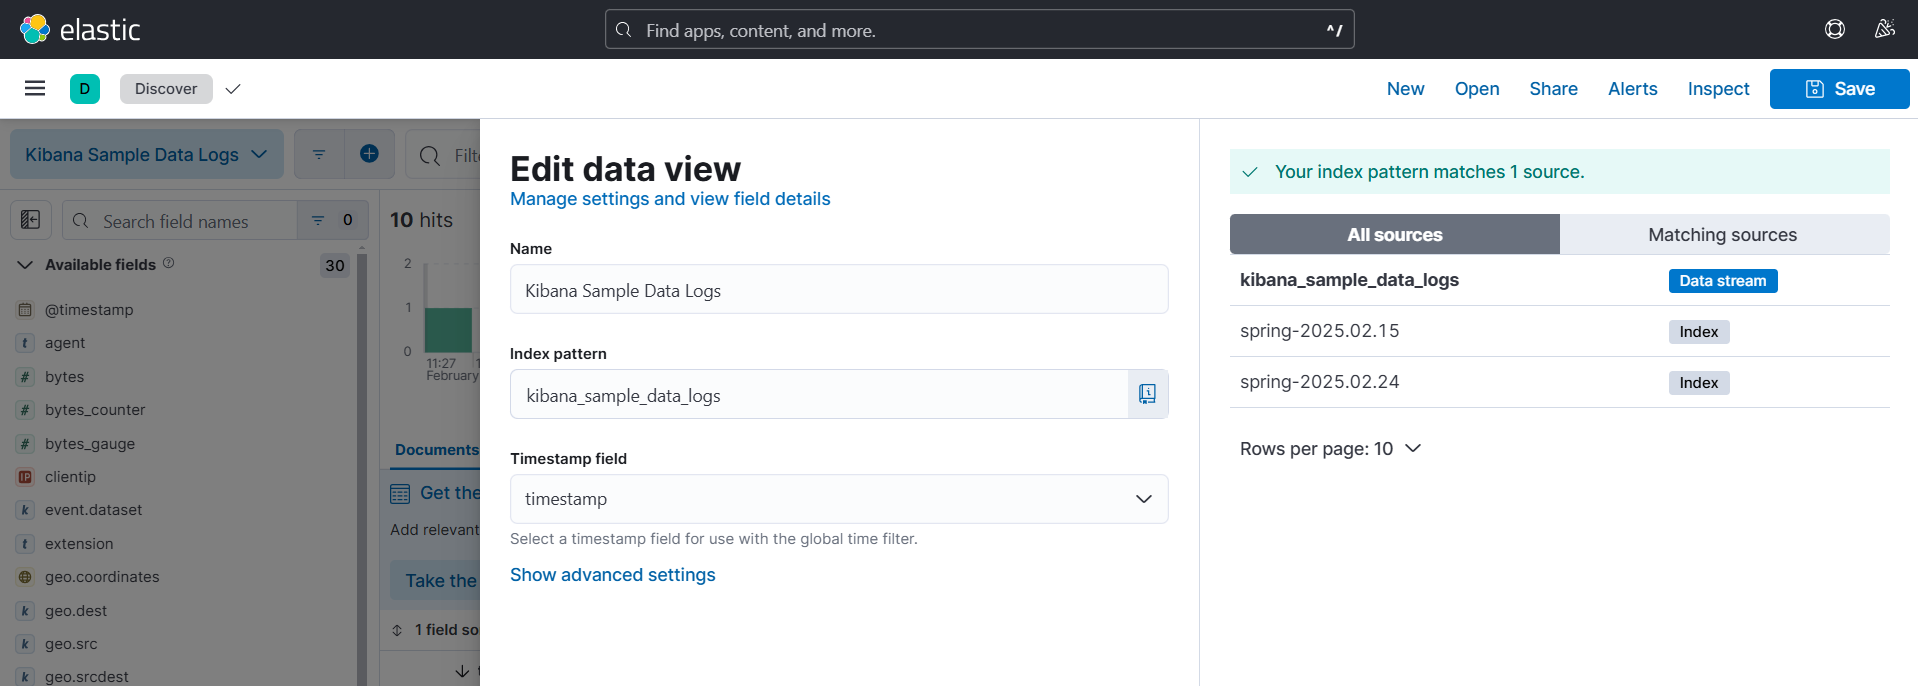 elastic
Find apps, content, and more.
^/
D
Discover
New
Open
Share
Alerts
Inspect
Save
Kibana Sample Data Logs
Filt
Search field names
0
Available fields
30
@timestamp
agent
bytes
bytes_counter
bytes_gauge
clientip
event.dataset
extension
geo.coordinates
geo.dest
geo.src
geo.srcdest
10 hits
2
1
0
11:27
1
February
Documents
Get the
Add relevant
Take the
1 field so
Edit data view
Manage settings and view field details
Name
Kibana Sample Data Logs
Index pattern
kibana_sample_data_logs
Timestamp field
timestamp
Select a timestamp field for use with the global time filter.
Show advanced settings
Your index pattern matches 1 source.
All sources
Matching sources
kibana_sample_data_logs
Data stream
spring-2025.02.15
Index
spring-2025.02.24
Index
Rows per page: 10